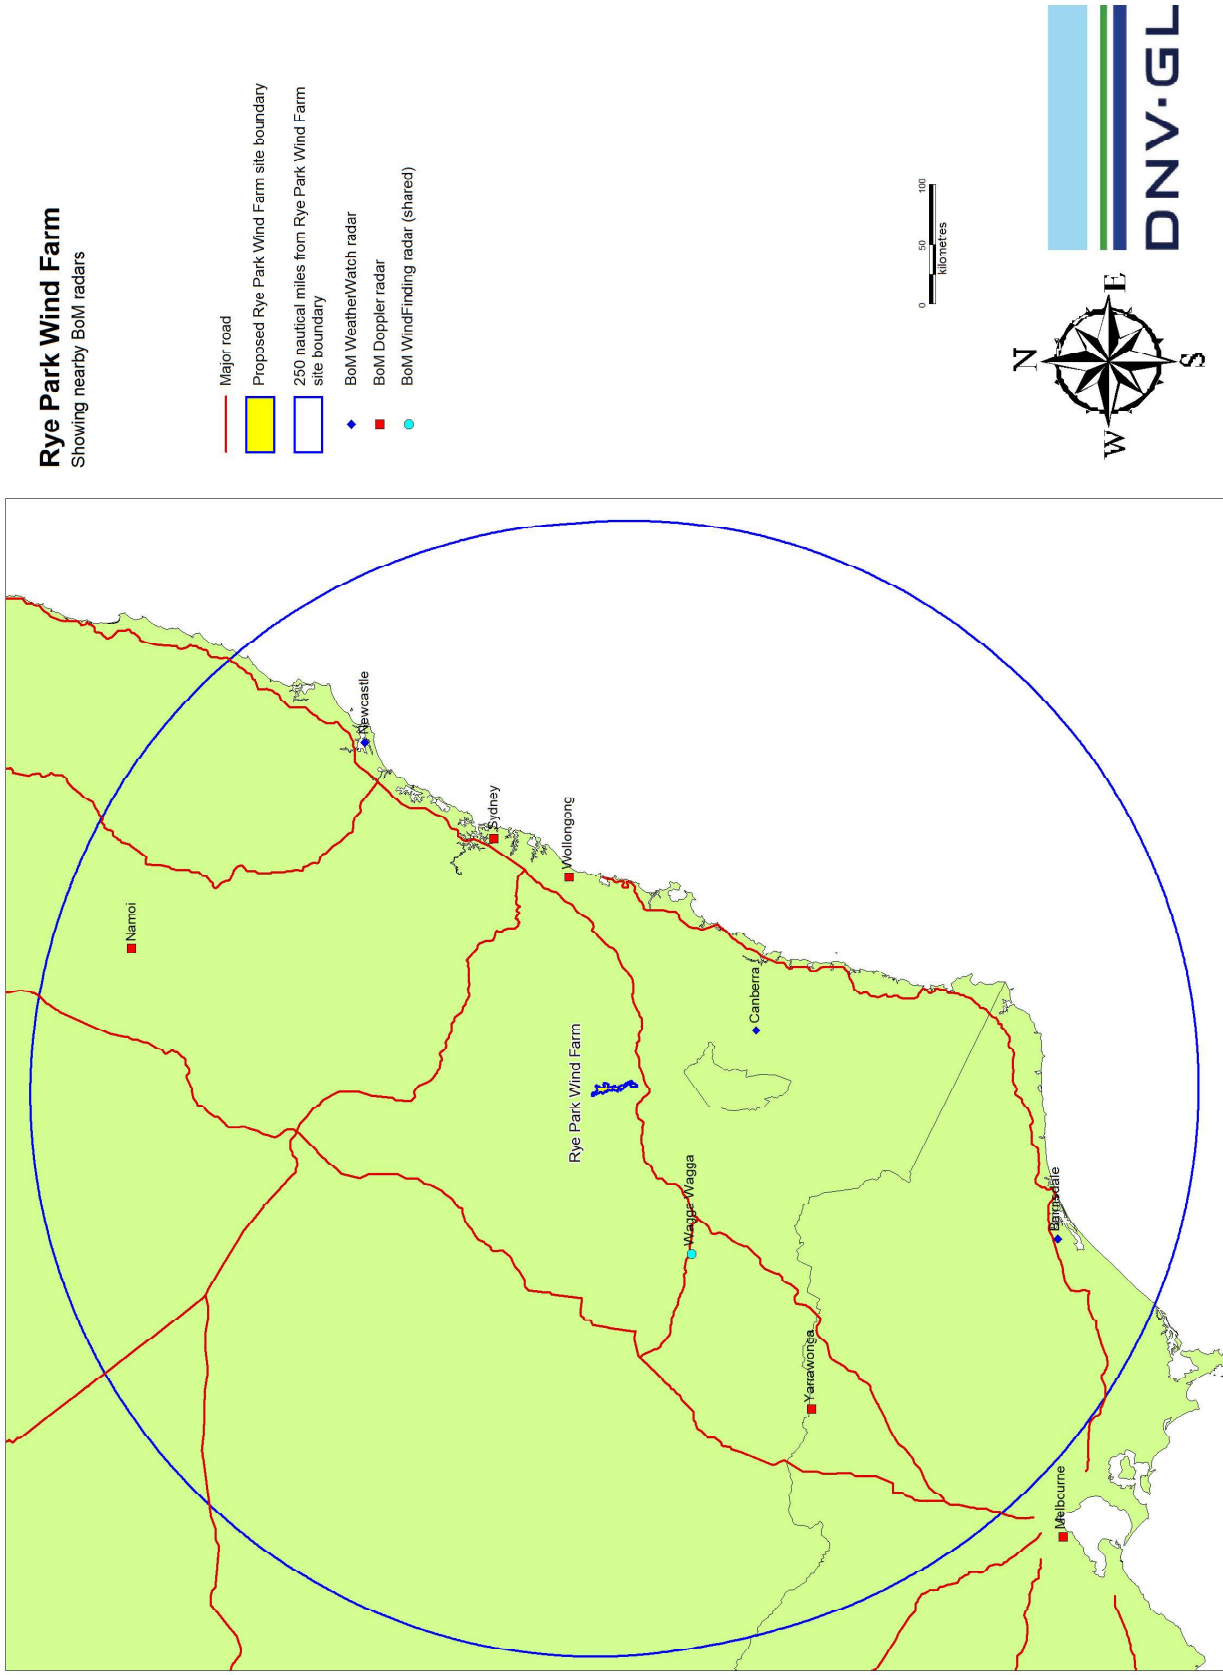 Rye Park Wind Farm
Showing nearby BoM radars
Major road
Proposed Rye Park Wind Farm site boundary
250 nautical miles from Rye Park Wind Farm
site boundary
BoM WeatherWatch radar
BoM Doppler radar
BoM WindFinding radar (shared)
0 50 100
kilometres
N
W E
S
DNV·GL
Namoi
Newcastle
Sydney
Wollongong
Rye Park Wind Farm
Canberra
Wagga Wagga
Yarrawonga
Bairnsdale
Melbourne